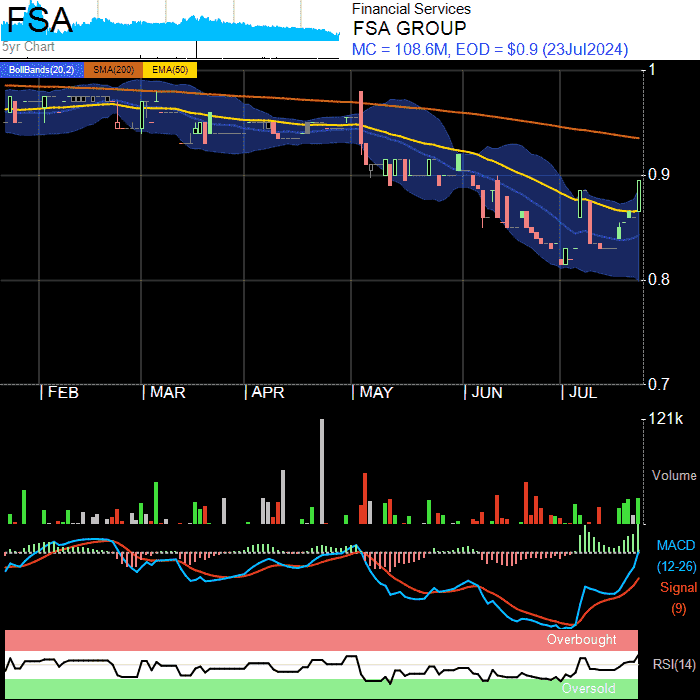 FSA
5yr Chart
Financial Services
FSA GROUP
MC = 108.6M, EOD = $0.9 (23Jul2024)
BollBands(20,2) SMA(200) EMA(50)
1
0.9
0.8
0.7
FEB MAR APR MAY JUN JUL
121k
Volume
MACD
(12-26)
Signal
(9)
Overbought
RSI(14)
Oversold